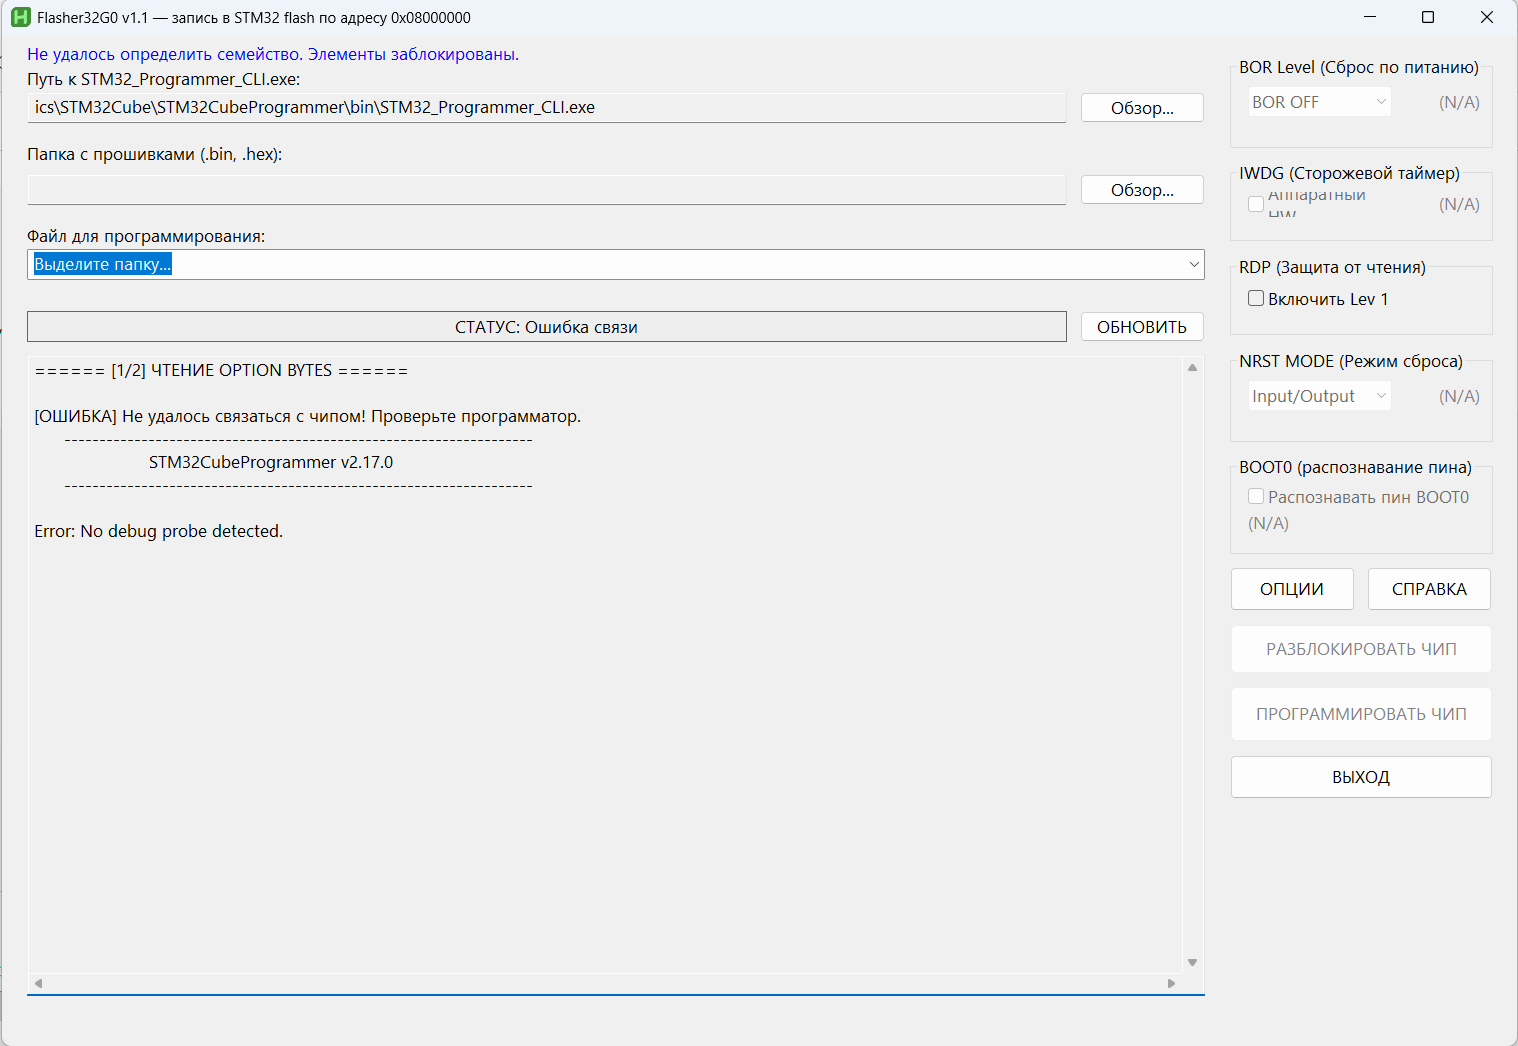 Flasher32G0 v1.1 — запись в STM32 flash по адресу 0x08000000
Не удалось определить семейство. Элементы заблокированы.
Путь к STM32_Programmer_CLI.exe:
ics\STM32Cube\STM32CubeProgrammer\bin\STM32_Programmer_CLI.exe
Обзор...
Папка с прошивками (.bin, .hex):
Обзор...
Файл для программирования:
Выделите папку...
СТАТУС: Ошибка связи
ОБНОВИТЬ
====== [1/2] ЧТЕНИЕ OPTION BYTES ======
[ОШИБКА] Не удалось связаться с чипом! Проверьте программатор.
-------------------------------------------------------------------
STM32CubeProgrammer v2.17.0
-------------------------------------------------------------------
Error: No debug probe detected.
BOR Level (Сброс по питанию)
BOR OFF
(N/A)
IWDG (Сторожевой таймер)
Аппаратный
HW
(N/A)
RDP (Защита от чтения)
Включить Lev 1
NRST MODE (Режим сброса)
Input/Output
(N/A)
BOOT0 (распознавание пина)
Распознавать пин BOOT0
(N/A)
ОПЦИИ
СПРАВКА
РАЗБЛОКИРОВАТЬ ЧИП
ПРОГРАММИРОВАТЬ ЧИП
ВЫХОД